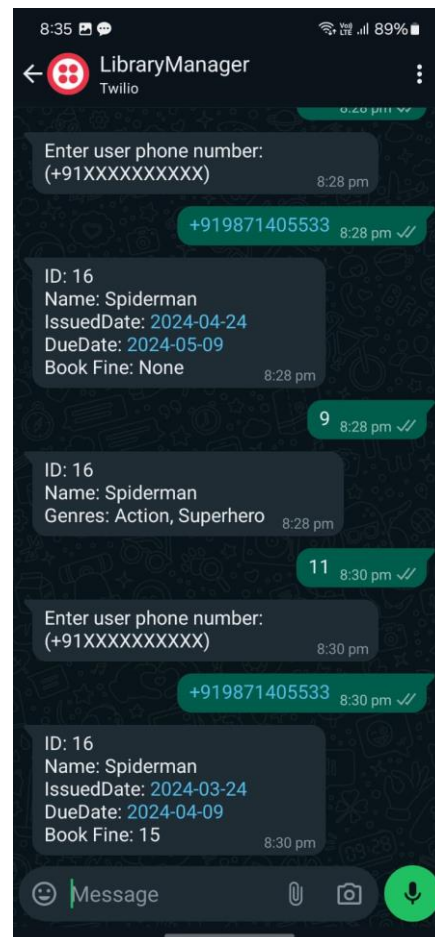 8:35
89%
LibraryManager
Twilio
8:28 pm
Enter user phone number:
(+91XXXXXXXXXX)
8:28 pm
+919871405533
8:28 pm
ID: 16
Name: Spiderman
IssuedDate: 2024-04-24
DueDate: 2024-05-09
Book Fine: None
8:28 pm
9
8:28 pm
ID: 16
Name: Spiderman
Genres: Action, Superhero
8:28 pm
11
8:30 pm
Enter user phone number:
(+91XXXXXXXXXX)
8:30 pm
+919871405533
8:30 pm
ID: 16
Name: Spiderman
IssuedDate: 2024-03-24
DueDate: 2024-04-09
Book Fine: 15
8:30 pm
Message